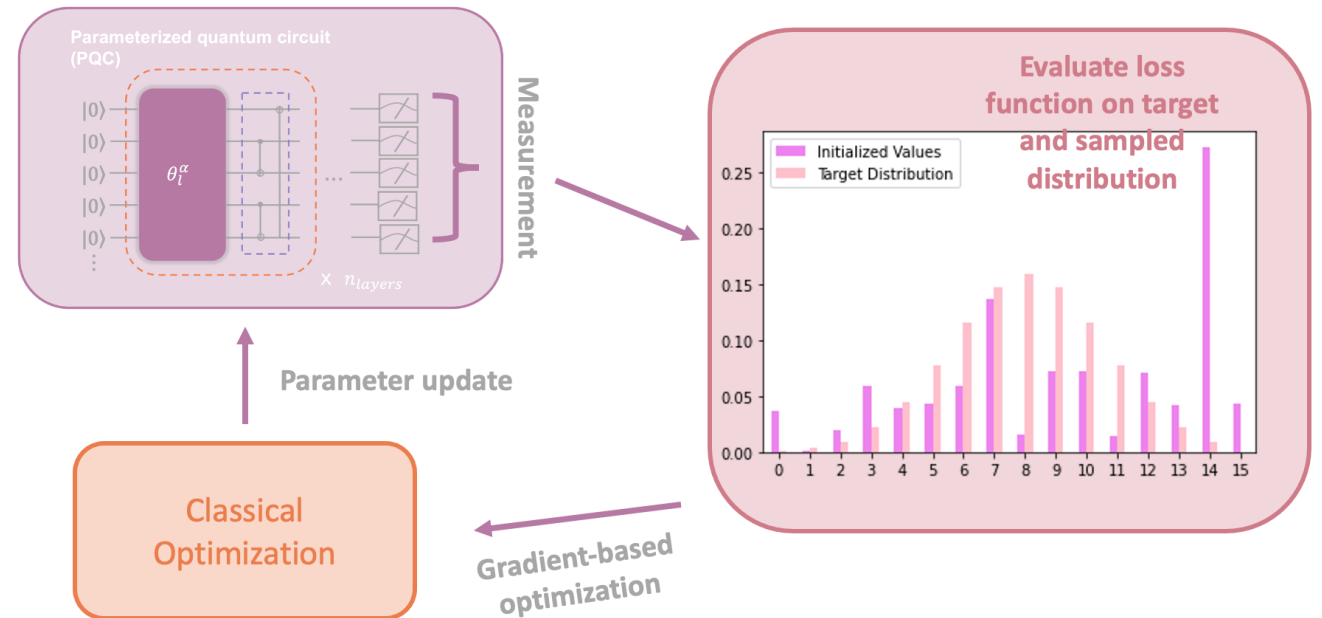 Parameterized quantum circuit
(PQC)
|0⟩
|0⟩
|0⟩
|0⟩
|0⟩
⋮
θ_l^α
...
x n_layers
Measurement
Evaluate loss
function on target
and sampled
distribution
Initialized Values
Target Distribution
0.25
0.20
0.15
0.10
0.05
0.00
0 1 2 3 4 5 6 7 8 9 10 11 12 13 14 15
Parameter update
Classical
Optimization
Gradient-based
optimization